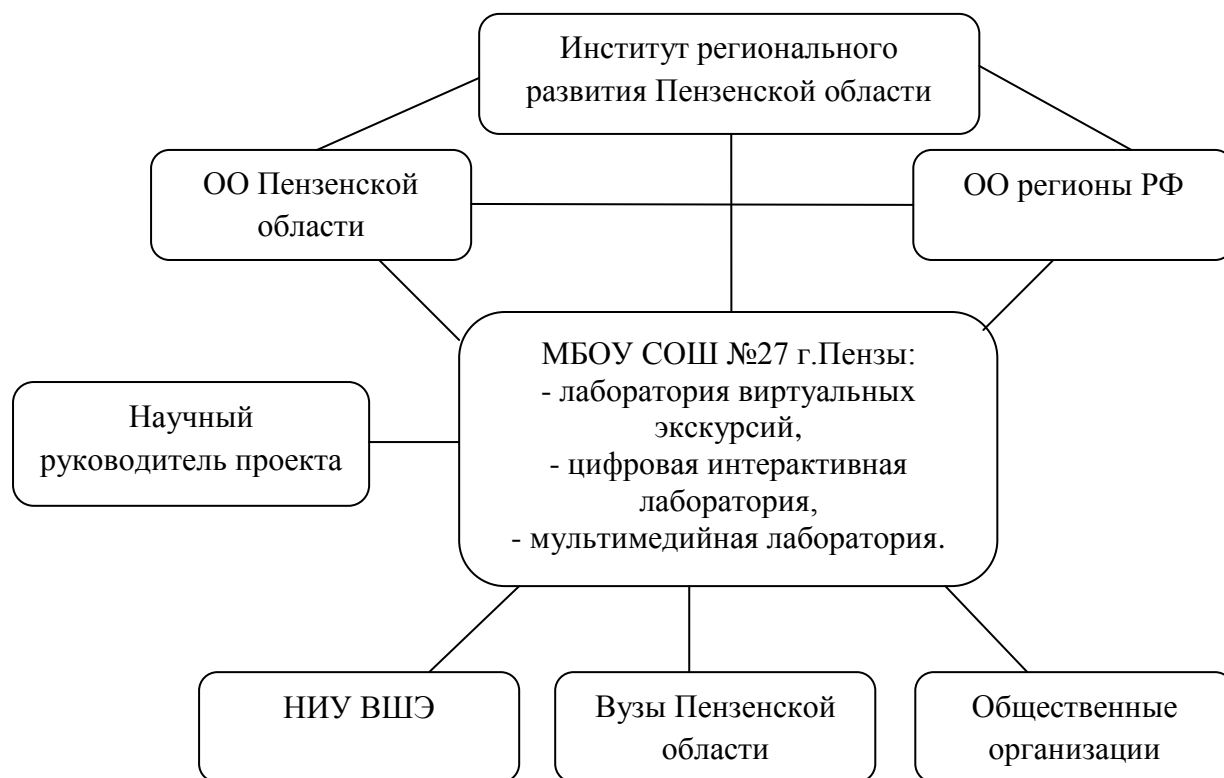 Институт регионального
развития Пензенской области
ОО Пензенской
области
ОО регионы РФ
МБОУ СОШ №27 г.Пензы:
- лаборатория виртуальных
экскурсий,
- цифровая интерактивная
лаборатория,
- мультимедийная лаборатория.
Научный
руководитель проекта
НИУ ВШЭ
Вузы Пензенской
области
Общественные
организации